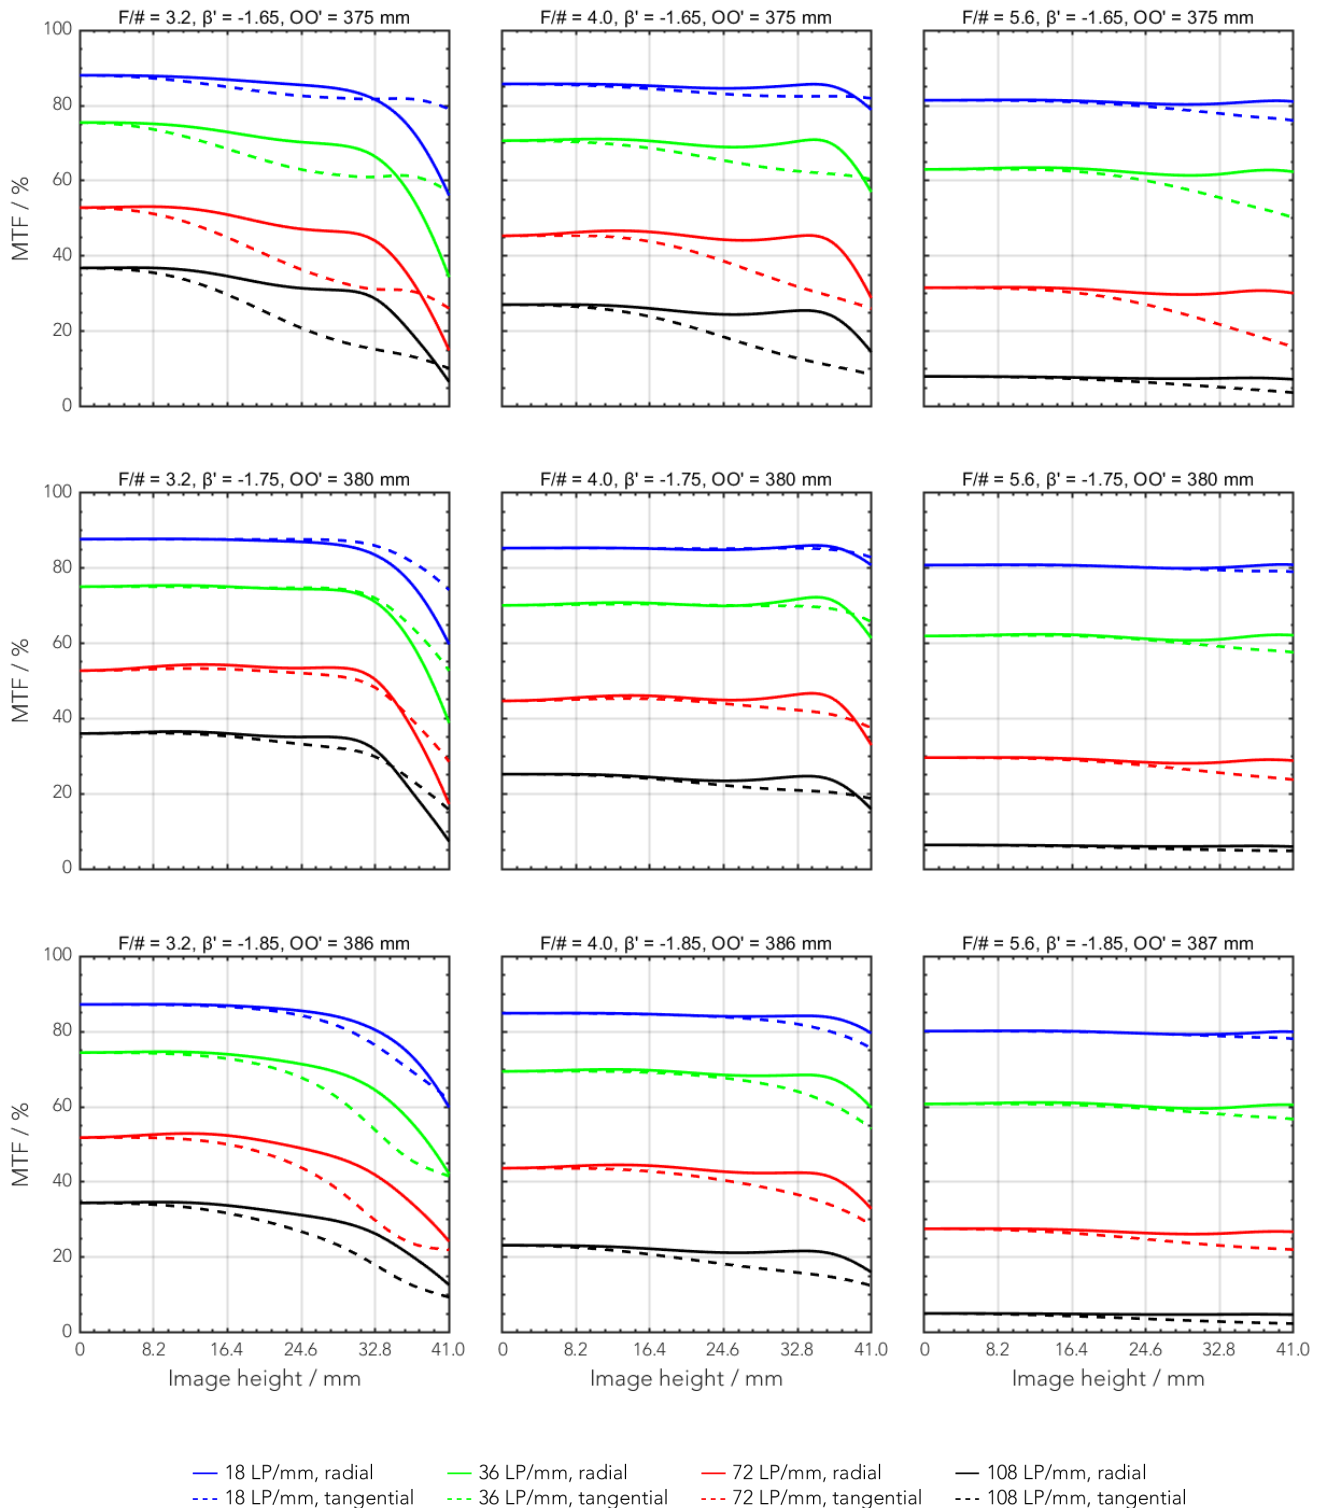 F/# = 3.2, β' = -1.65, OO' = 375 mm
F/# = 4.0, β' = -1.65, OO' = 375 mm
F/# = 5.6, β' = -1.65, OO' = 375 mm
100
80
60
40
20
0
MTF / %
F/# = 3.2, β' = -1.75, OO' = 380 mm
F/# = 4.0, β' = -1.75, OO' = 380 mm
F/# = 5.6, β' = -1.75, OO' = 380 mm
100
80
60
40
20
0
MTF / %
F/# = 3.2, β' = -1.85, OO' = 386 mm
F/# = 4.0, β' = -1.85, OO' = 386 mm
F/# = 5.6, β' = -1.85, OO' = 387 mm
100
80
60
40
20
0
MTF / %
0 8.2 16.4 24.6 32.8 41.0
0 8.2 16.4 24.6 32.8 41.0
0 8.2 16.4 24.6 32.8 41.0
Image height / mm
Image height / mm
Image height / mm
18 LP/mm, radial
36 LP/mm, radial
72 LP/mm, radial
108 LP/mm, radial
18 LP/mm, tangential
36 LP/mm, tangential
72 LP/mm, tangential
108 LP/mm, tangential